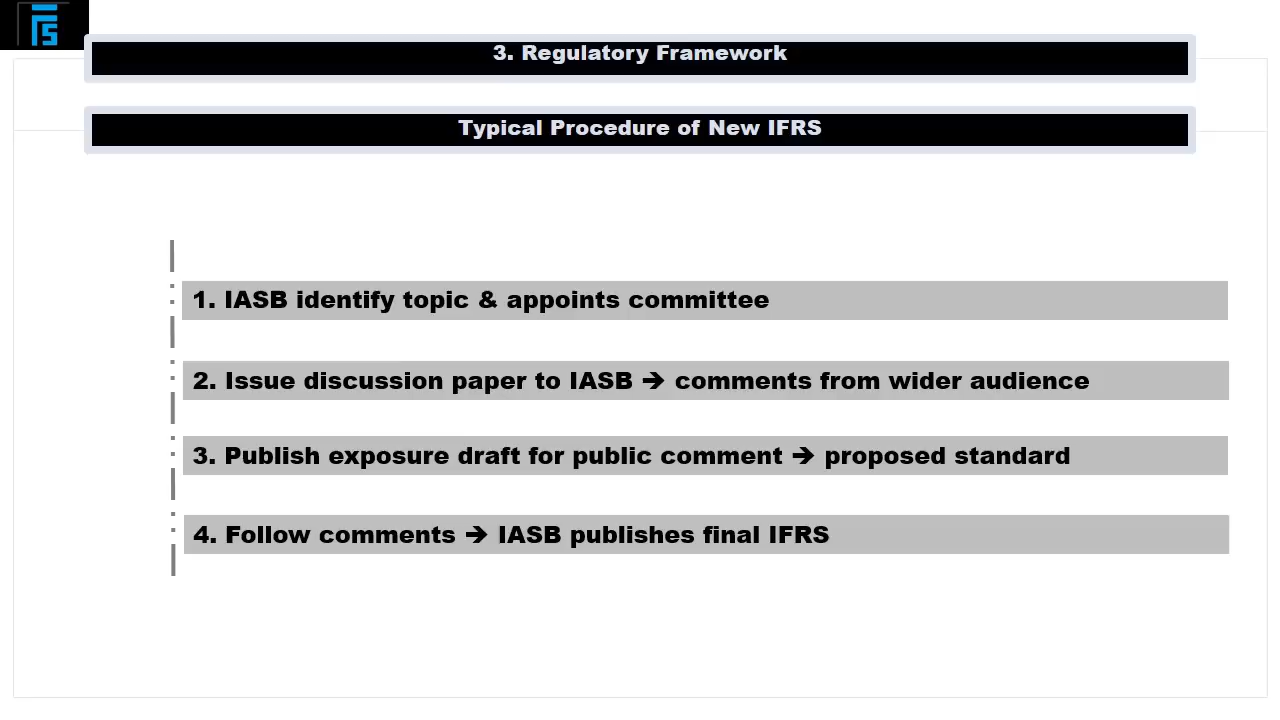 3. Regulatory Framework
Typical Procedure of New IFRS
1. IASB identify topic & appoints committee
2. Issue discussion paper to IASB → comments from wider audience
3. Publish exposure draft for public comment → proposed standard
4. Follow comments → IASB publishes final IFRS